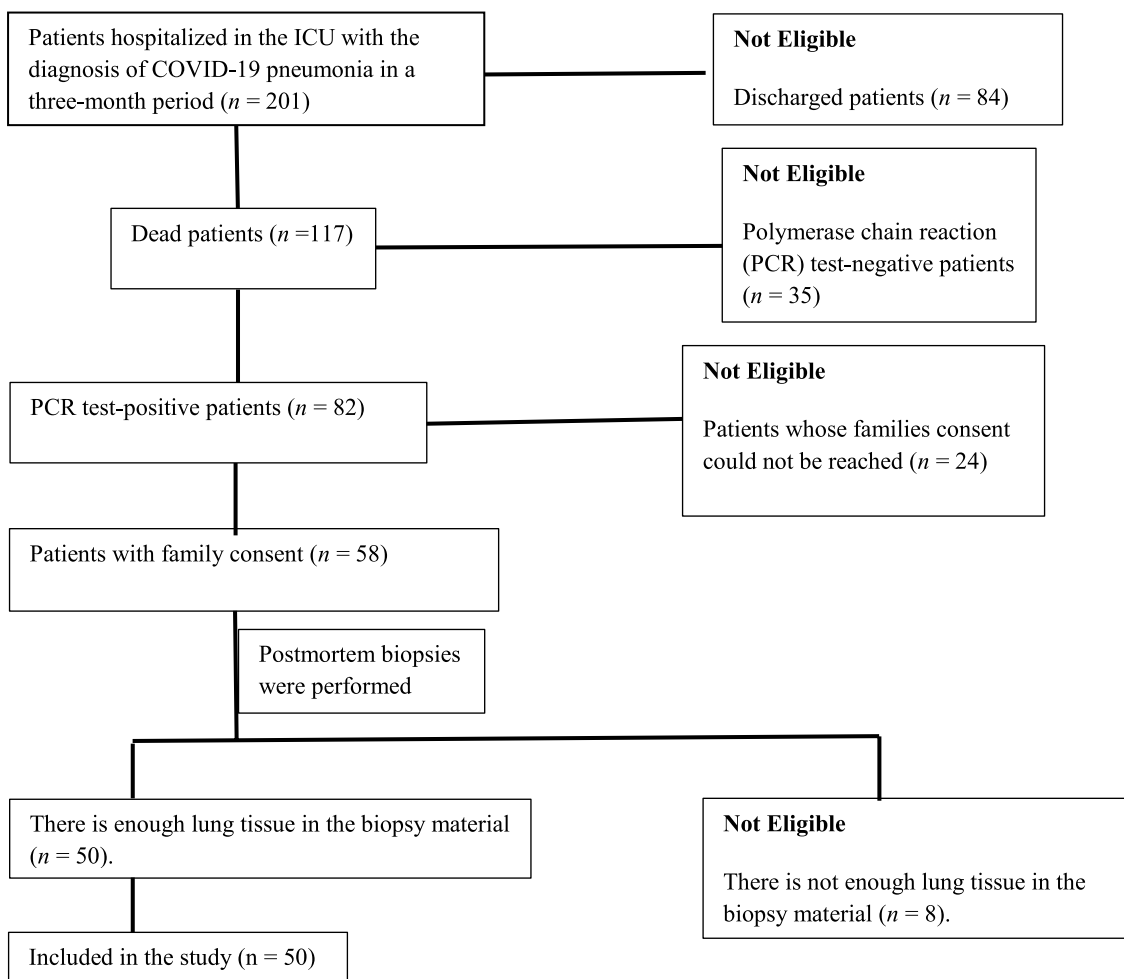 Patients hospitalized in the ICU with the
diagnosis of COVID-19 pneumonia in a
three-month period (n = 201)
Not Eligible
Discharged patients (n = 84)
Dead patients (n =117)
Not Eligible
Polymerase chain reaction
(PCR) test-negative patients
(n = 35)
PCR test-positive patients (n = 82)
Not Eligible
Patients whose families consent
could not be reached (n = 24)
Patients with family consent (n = 58)
Postmortem biopsies
were performed
There is enough lung tissue in the biopsy material
(n = 50).
Not Eligible
There is not enough lung tissue in the
biopsy material (n = 8).
Included in the study (n = 50)